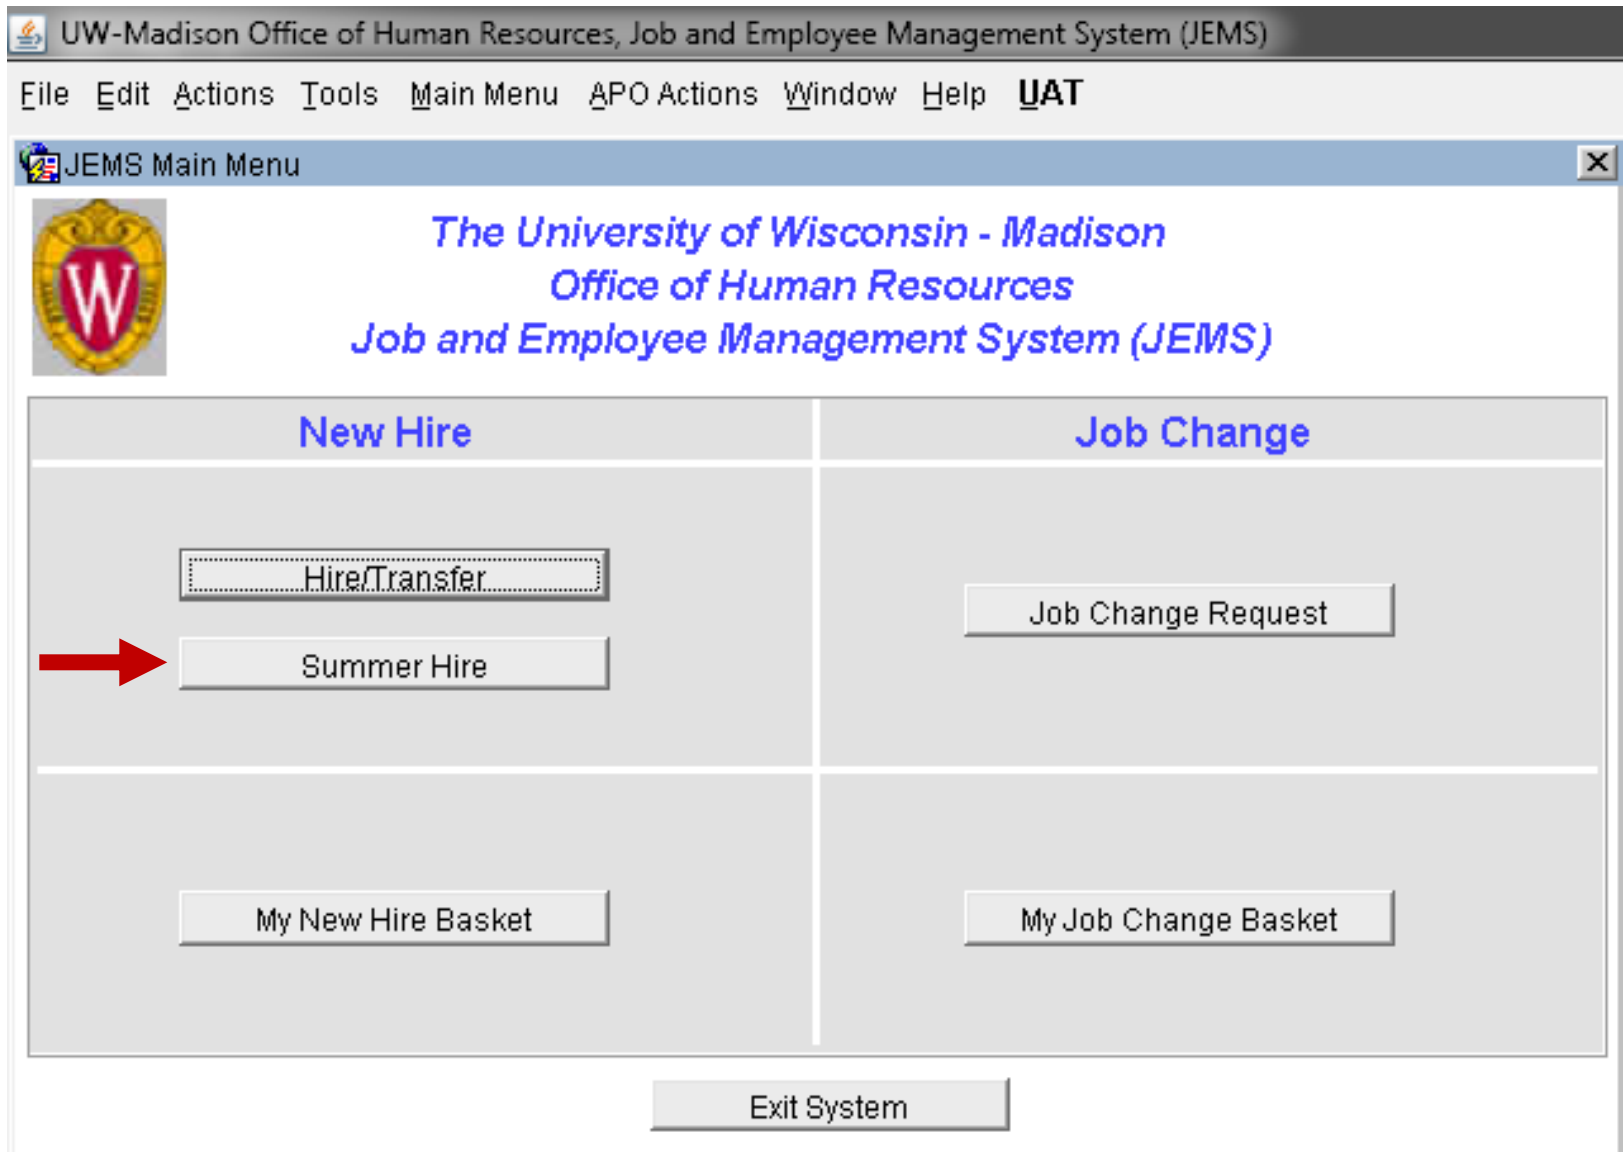 UW-Madison Office of Human Resources, Job and Employee Management System (JEMS)
File Edit Actions Tools Main Menu APO Actions Window Help UAT
JEMS Main Menu
W
The University of Wisconsin - Madison
Office of Human Resources
Job and Employee Management System (JEMS)
New Hire Job Change
Hire/Transfer
Job Change Request
Summer Hire
My New Hire Basket My Job Change Basket
Exit System